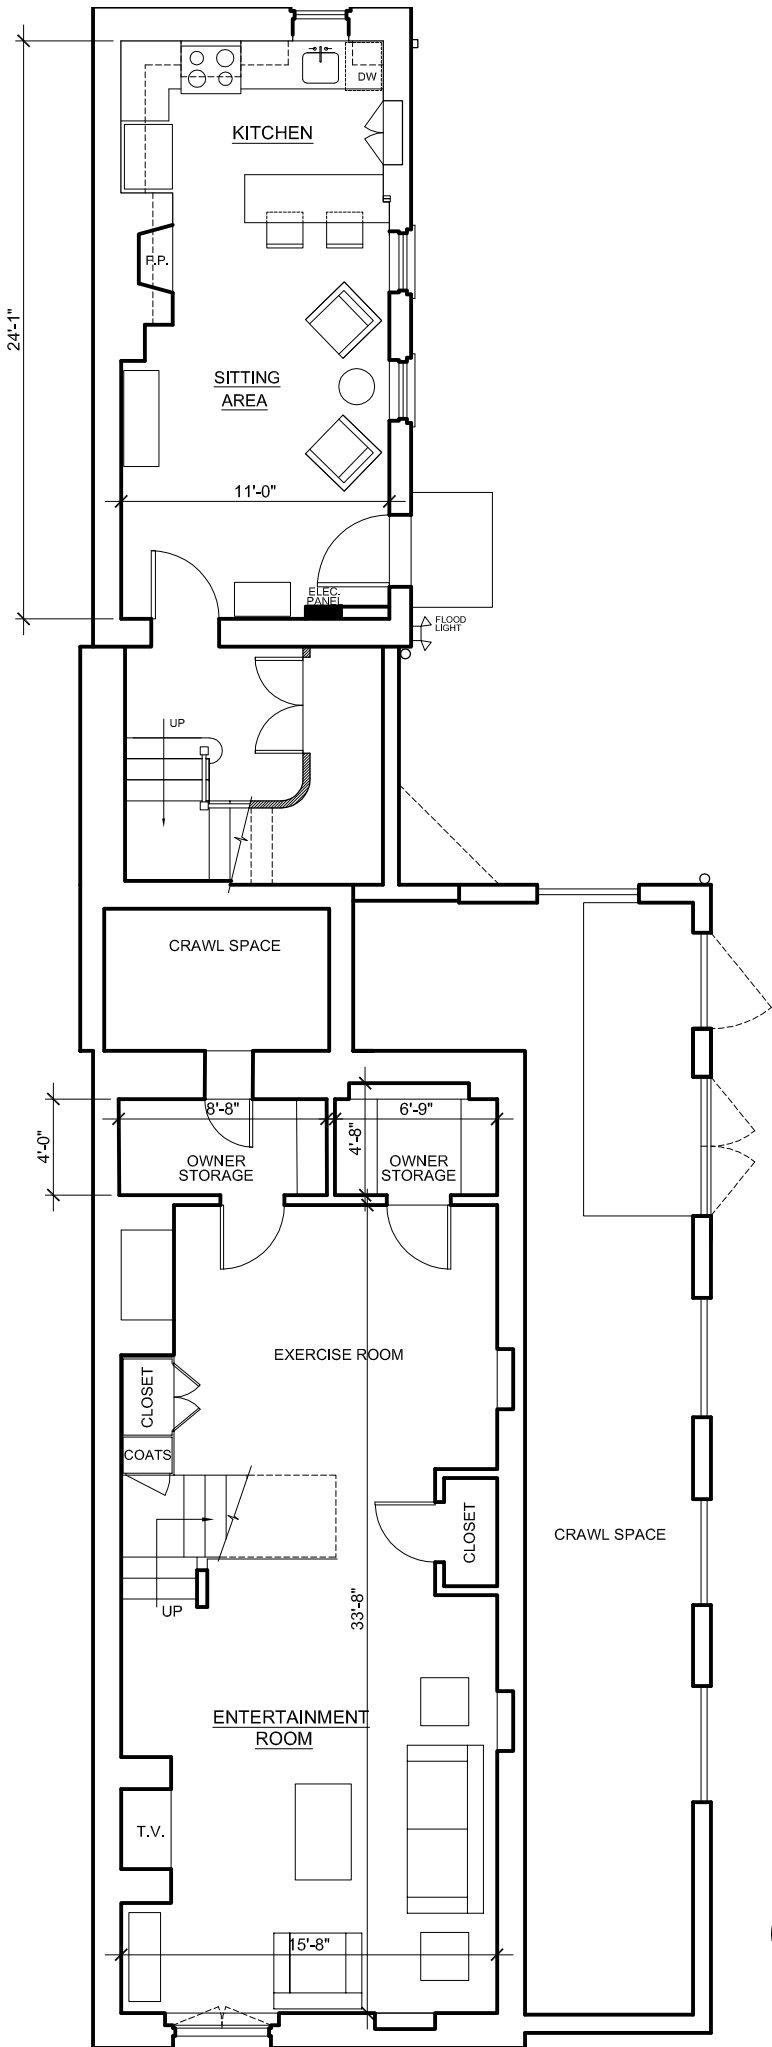 DW
KITCHEN
F.P.
24'-1"
SITTING
AREA
11'-0"
ELEC.
PANEL
FLOOD
LIGHT
UP
CRAWL SPACE
8'-8"
6'-9"
4'-0"
4'-8"
OWNER
STORAGE
OWNER
STORAGE
EXERCISE ROOM
CLOSET
COATS
CLOSET
CRAWL SPACE
33'-8"
UP
ENTERTAINMENT
ROOM
T.V.
15'-8"